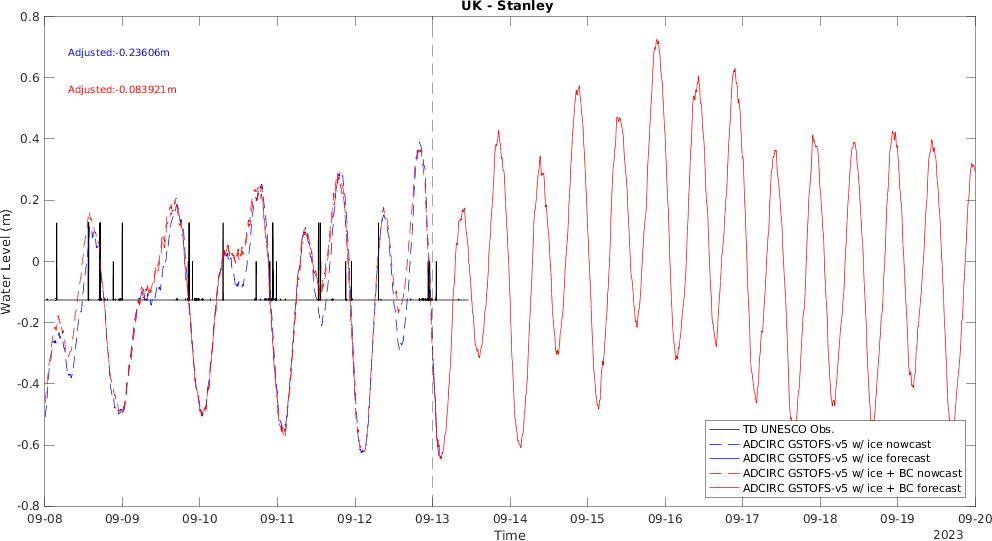 UK - Stanley
Adjusted:-0.23606m
Adjusted:-0.083921m
Water Level (m)
0.8
0.6
0.4
0.2
0
-0.2
-0.4
-0.6
-0.8
TD UNESCO Obs.
ADCIRC GSTOFS-v5 w/ ice nowcast
ADCIRC GSTOFS-v5 w/ ice forecast
ADCIRC GSTOFS-v5 w/ ice + BC nowcast
ADCIRC GSTOFS-v5 w/ ice + BC forecast
09-08 09-09 09-10 09-11 09-12 09-13 09-14 09-15 09-16 09-17 09-18 09-19 09-20
Time
2023